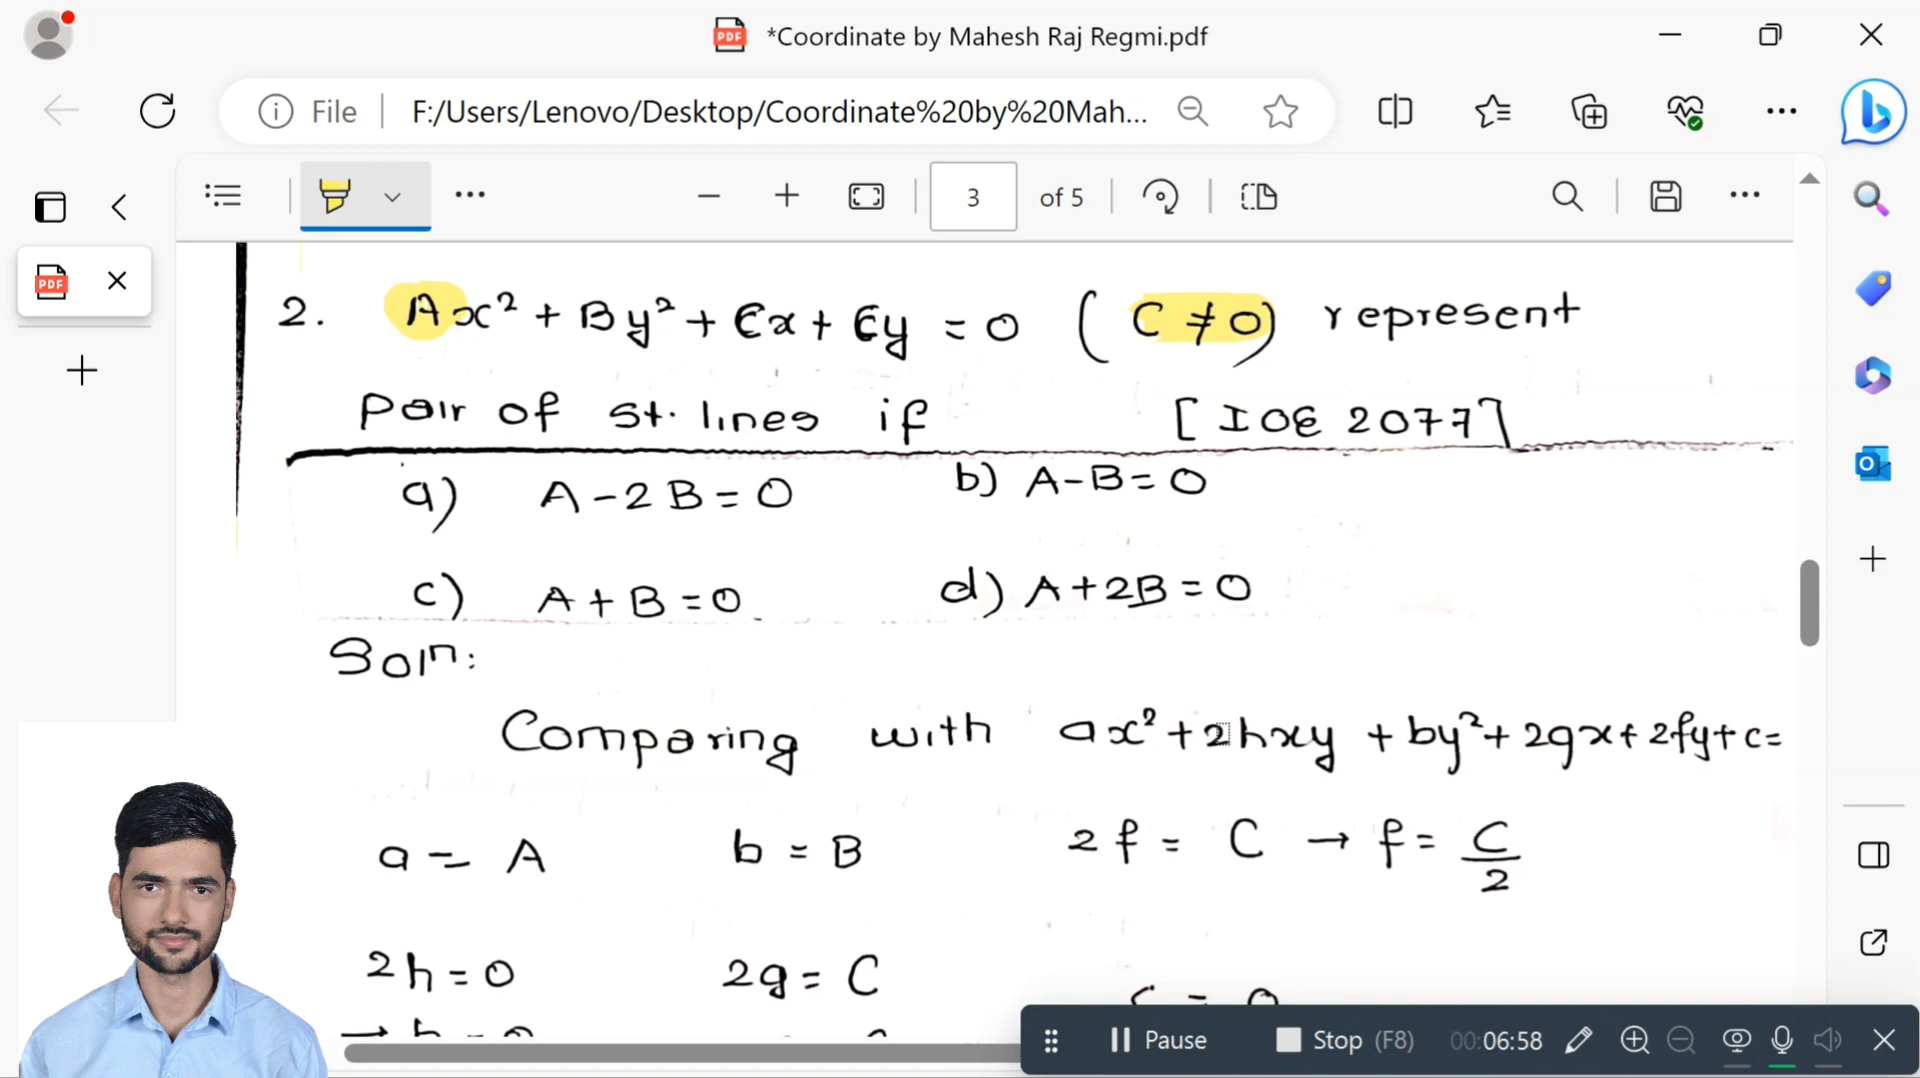 *Coordinate by Mahesh Raj Regmi.pdf
File F:/Users/Lenovo/Desktop/Coordinate%20by%20Mah...
3 of 5
2. Ax² + By² + Cx + Cy = 0 ( C ≠ 0) represent
Pair of st. lines if [IOE 2077]
a) A - 2B = 0 b) A - B = 0
c) A + B = 0 d) A + 2B = 0
Soln:
Comparing with ax² + 2hxy + by² + 2gx + 2fy + c =
a = A b = B 2f = C → f = C/2
2h = 0 2g = C c = 0
→ h = 0
Pause Stop (F8) 00:06:58